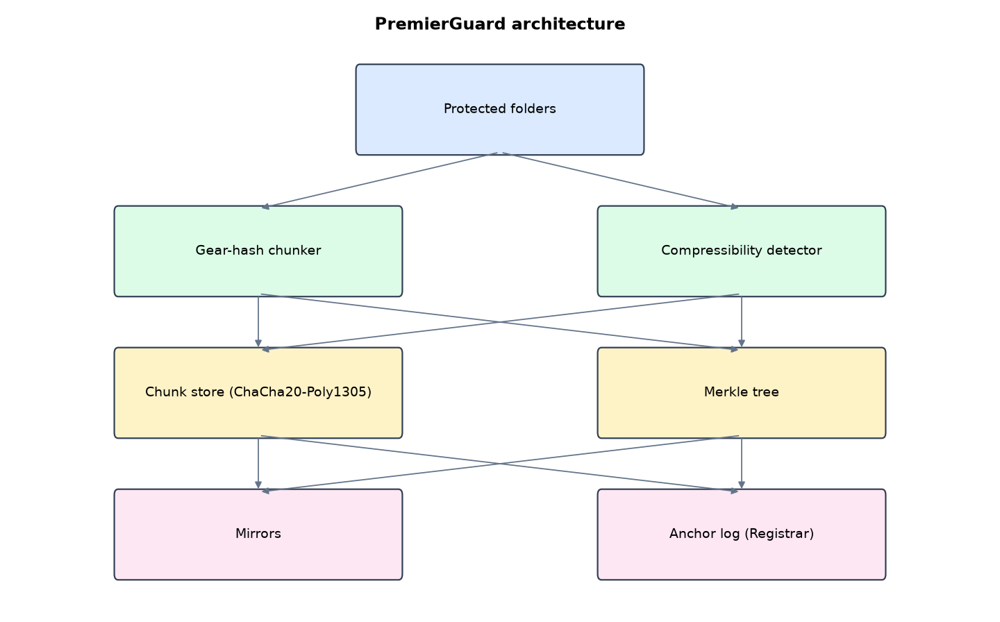 PremierGuard architecture
Protected folders
Gear-hash chunker
Compressibility detector
Chunk store (ChaCha20-Poly1305)
Merkle tree
Mirrors
Anchor log (Registrar)